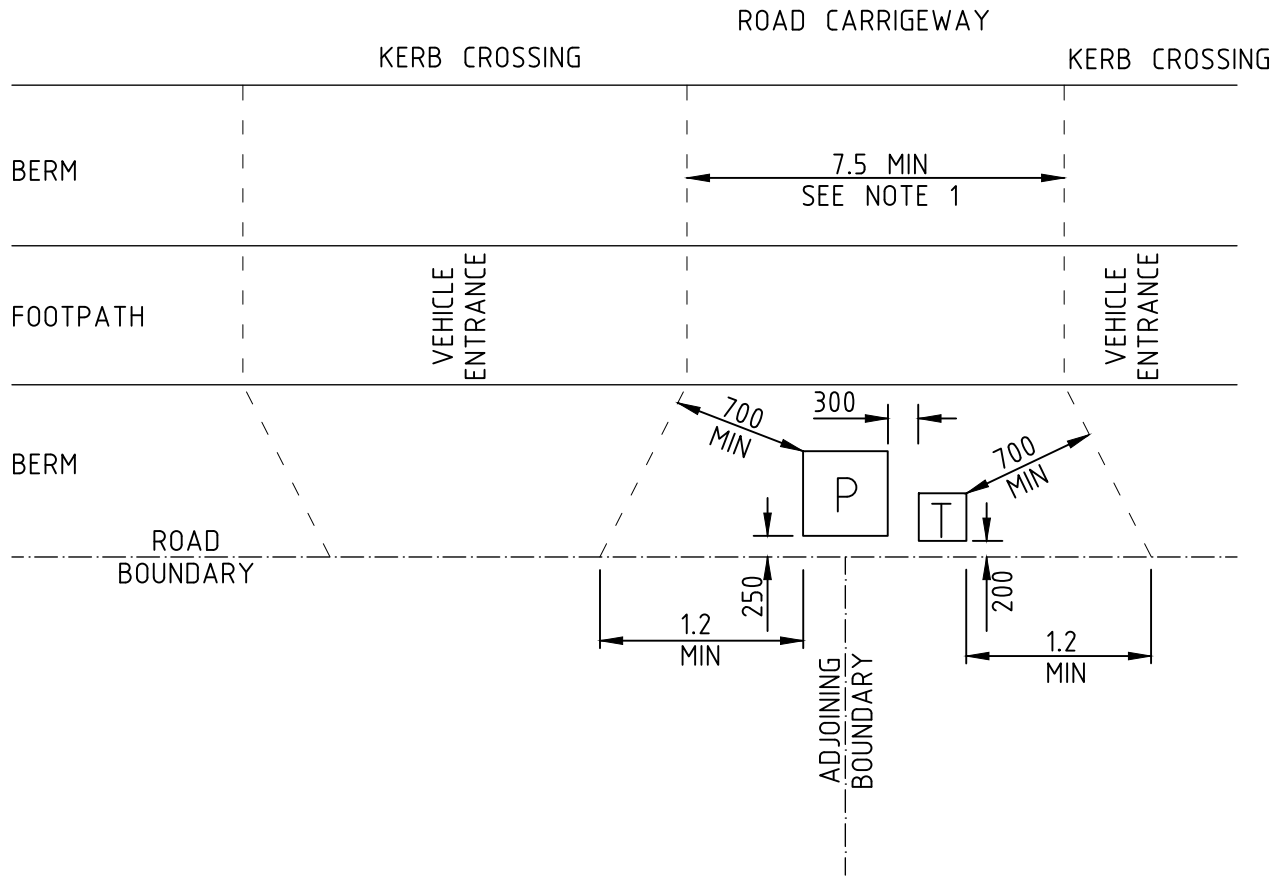 ROAD CARRIGEWAY
KERB CROSSING
KERB CROSSING
BERM
7.5 MIN
SEE NOTE 1
FOOTPATH
VEHICLE
ENTRANCE
VEHICLE
ENTRANCE
BERM
700
MIN
300
700
MIN
P
T
ROAD
BOUNDARY
250
200
1.2
MIN
1.2
MIN
ADJOINING
BOUNDARY